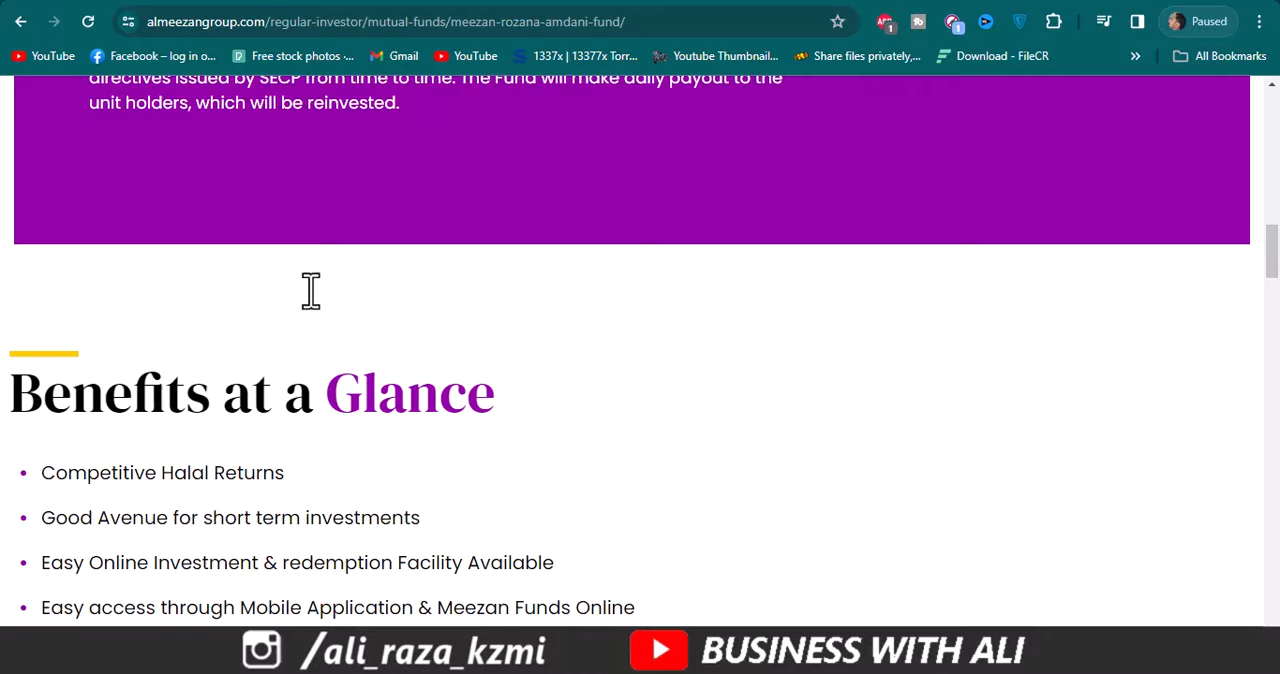 almeezangroup.com/regular-investor/mutual-funds/meezan-rozana-amdani-fund/
1
1
Paused
YouTube
Facebook – log in o...
Free stock photos ·...
Gmail
YouTube
1337x | 13377x Torr...
Youtube Thumbnail...
Share files privately,...
Download - FileCR
»
All Bookmarks
directives issued by SECP from time to time. The Fund will make daily payout to the
unit holders, which will be reinvested.
Benefits at a Glance
• Competitive Halal Returns
• Good Avenue for short term investments
• Easy Online Investment & redemption Facility Available
• Easy access through Mobile Application & Meezan Funds Online
/ali_raza_kzmi
BUSINESS WITH ALI